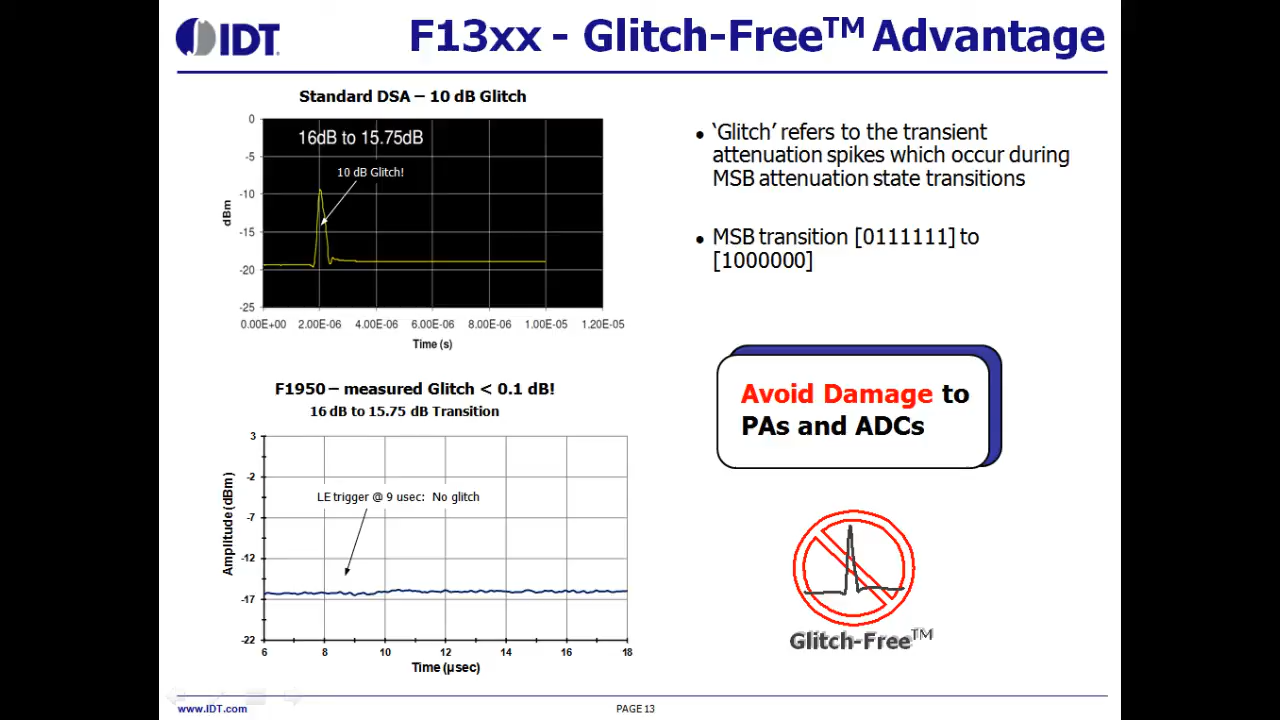 IDT
F13xx - Glitch-Free™ Advantage
Standard DSA – 10 dB Glitch
0
-5
-10
-15
-20
-25
dBm
16dB to 15.75dB
10 dB Glitch!
0.00E+00 2.00E-06 4.00E-06 6.00E-06 8.00E-06 1.00E-05 1.20E-05
Time (s)
F1950 – measured Glitch < 0.1 dB!
16 dB to 15.75 dB Transition
3
-2
-7
-12
-17
-22
Amplitude (dBm)
LE trigger @ 9 usec: No glitch
6 8 10 12 14 16 18
Time (µsec)
• ‘Glitch’ refers to the transient
attenuation spikes which occur during
MSB attenuation state transitions
• MSB transition [0111111] to
[1000000]
Avoid Damage to
PAs and ADCs
Glitch-Free™
www.IDT.com
PAGE 13